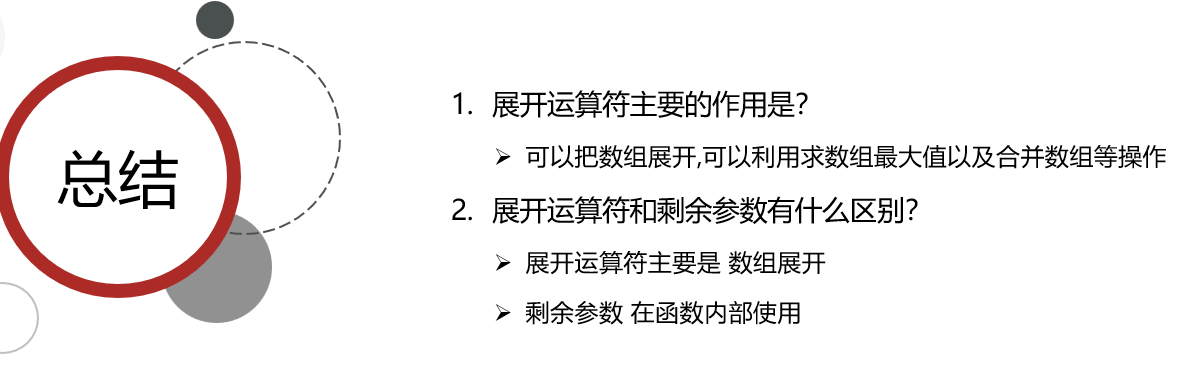 总结
1. 展开运算符主要的作用是？
➢ 可以把数组展开,可以利用求数组最大值以及合并数组等操作
2. 展开运算符和剩余参数有什么区别？
➢ 展开运算符主要是 数组展开
➢ 剩余参数 在函数内部使用